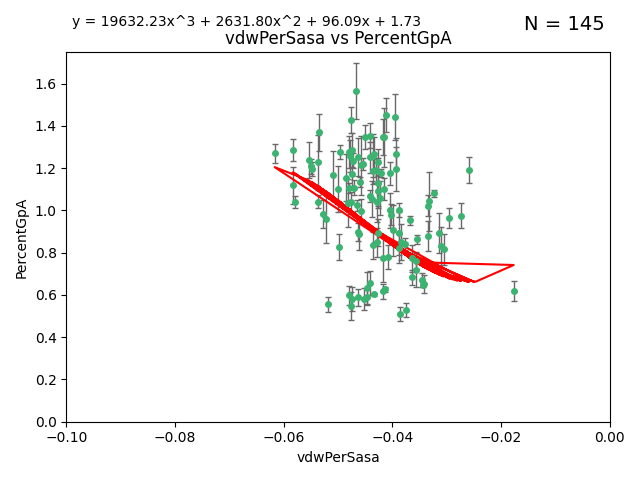 y = 19632.23x^3 + 2631.80x^2 + 96.09x + 1.73
N = 145
vdwPerSasa vs PercentGpA
1.6
1.4
1.2
1.0
0.8
0.6
0.4
0.2
0.0
PercentGpA
−0.10 −0.08 −0.06 −0.04 −0.02 0.00
vdwPerSasa